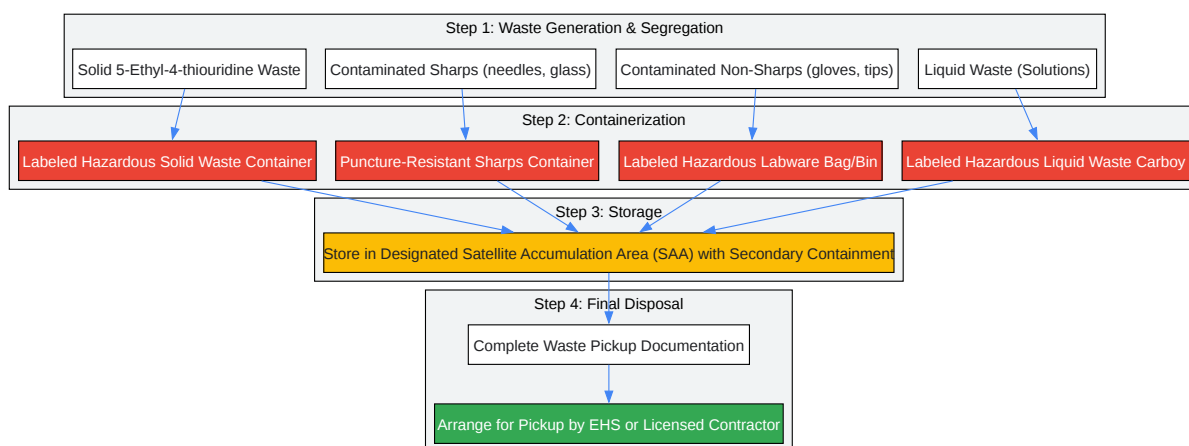 Step 1: Waste Generation & Segregation
Solid 5-Ethyl-4-thiouridine Waste
Contaminated Sharps (needles, glass)
Contaminated Non-Sharps (gloves, tips)
Liquid Waste (Solutions)
Step 2: Containerization
Labeled Hazardous Solid Waste Container
Puncture-Resistant Sharps Container
Labeled Hazardous Labware Bag/Bin
Labeled Hazardous Liquid Waste Carboy
Step 3: Storage
Store in Designated Satellite Accumulation Area (SAA) with Secondary Containment
Step 4: Final Disposal
Complete Waste Pickup Documentation
Arrange for Pickup by EHS or Licensed Contractor